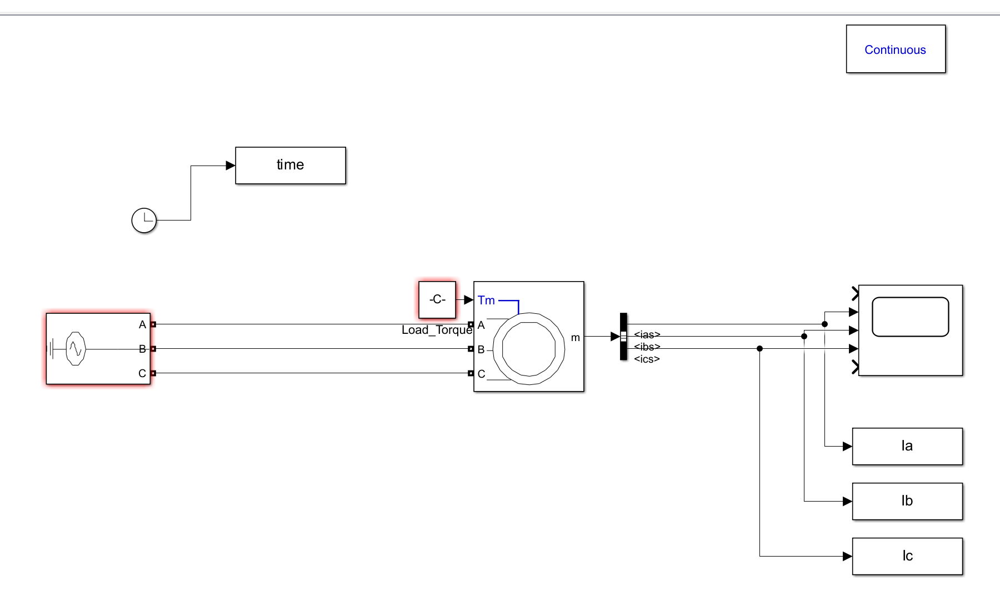 Continuous
time
-C-
Load_Torque
Tm
A
B
C
A
B
C
m
<ias>
<ibs>
<ics>
Ia
Ib
Ic